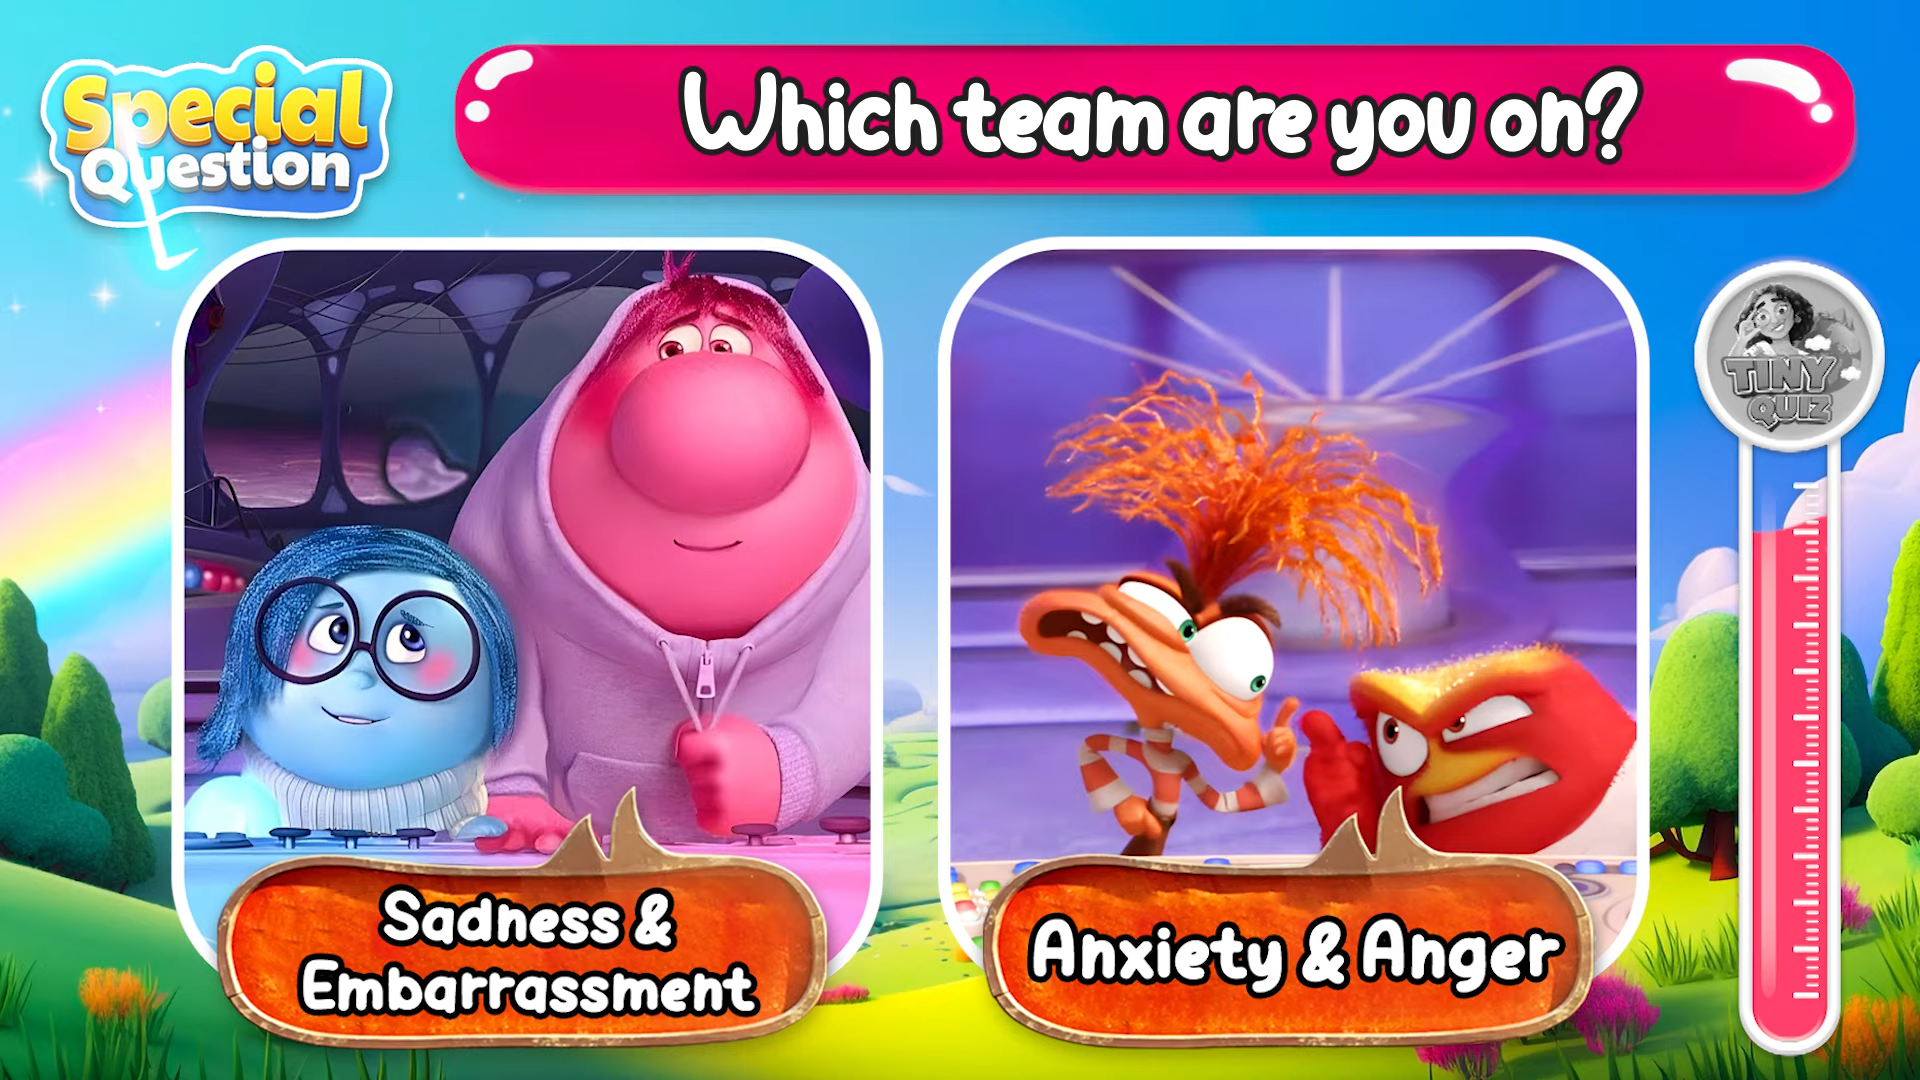 Special
Question
Which team are you on?
TINY
QUIZ
Sadness &
Embarrassment
Anxiety & Anger